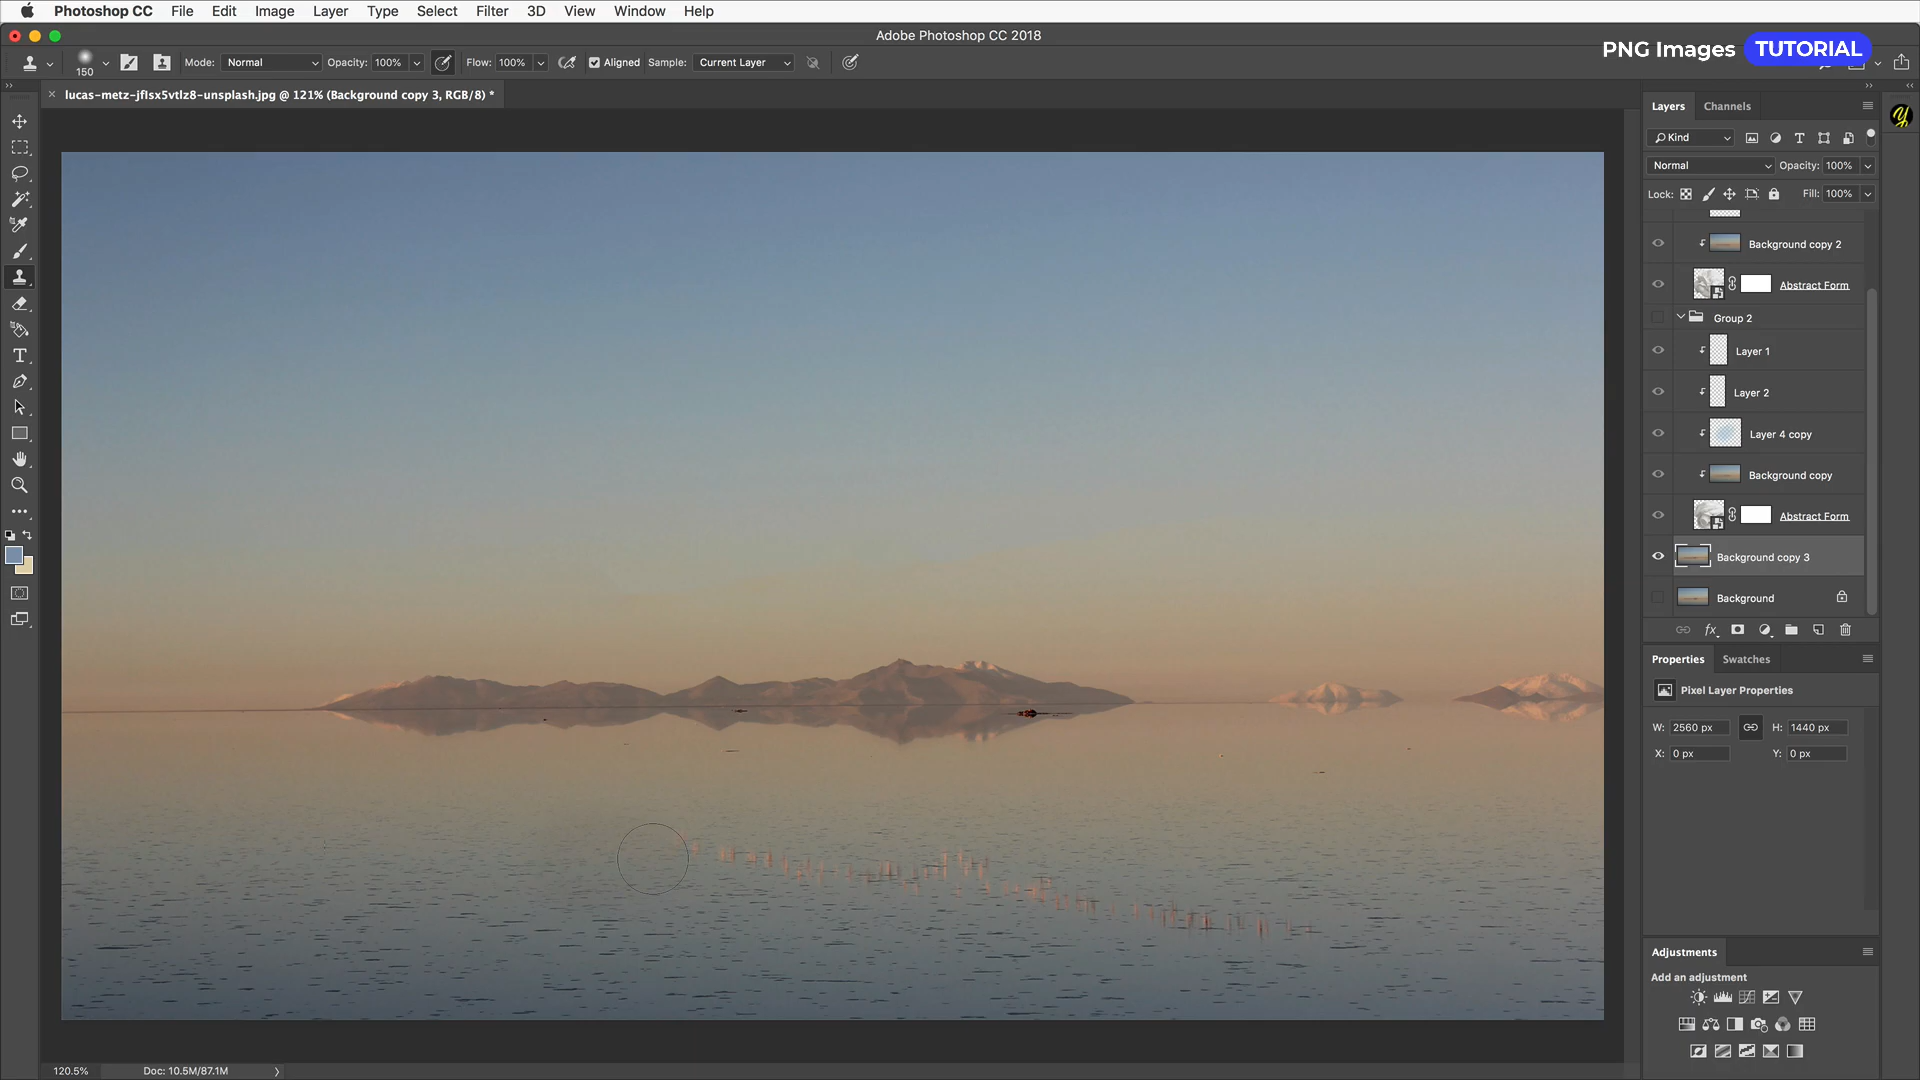 Photoshop CC File Edit Image Layer Type Select Filter 3D View Window Help
Adobe Photoshop CC 2018
PNG Images TUTORIAL
150 Mode: Normal Opacity: 100% Flow: 100% Aligned Sample: Current Layer
lucas-metz-jflsx5vtlz8-unsplash.jpg @ 121% (Background copy 3, RGB/8) *
Layers Channels
Kind
Normal Opacity: 100%
Lock: Fill: 100%
Background copy 2
Abstract Form
Group 2
Layer 1
Layer 2
Layer 4 copy
Background copy
Abstract Form
Background copy 3
Background
fx
Properties Swatches
Pixel Layer Properties
W: 2560 px H: 1440 px
X: 0 px Y: 0 px
Adjustments
Add an adjustment
120.5% Doc: 10.5M/87.1M